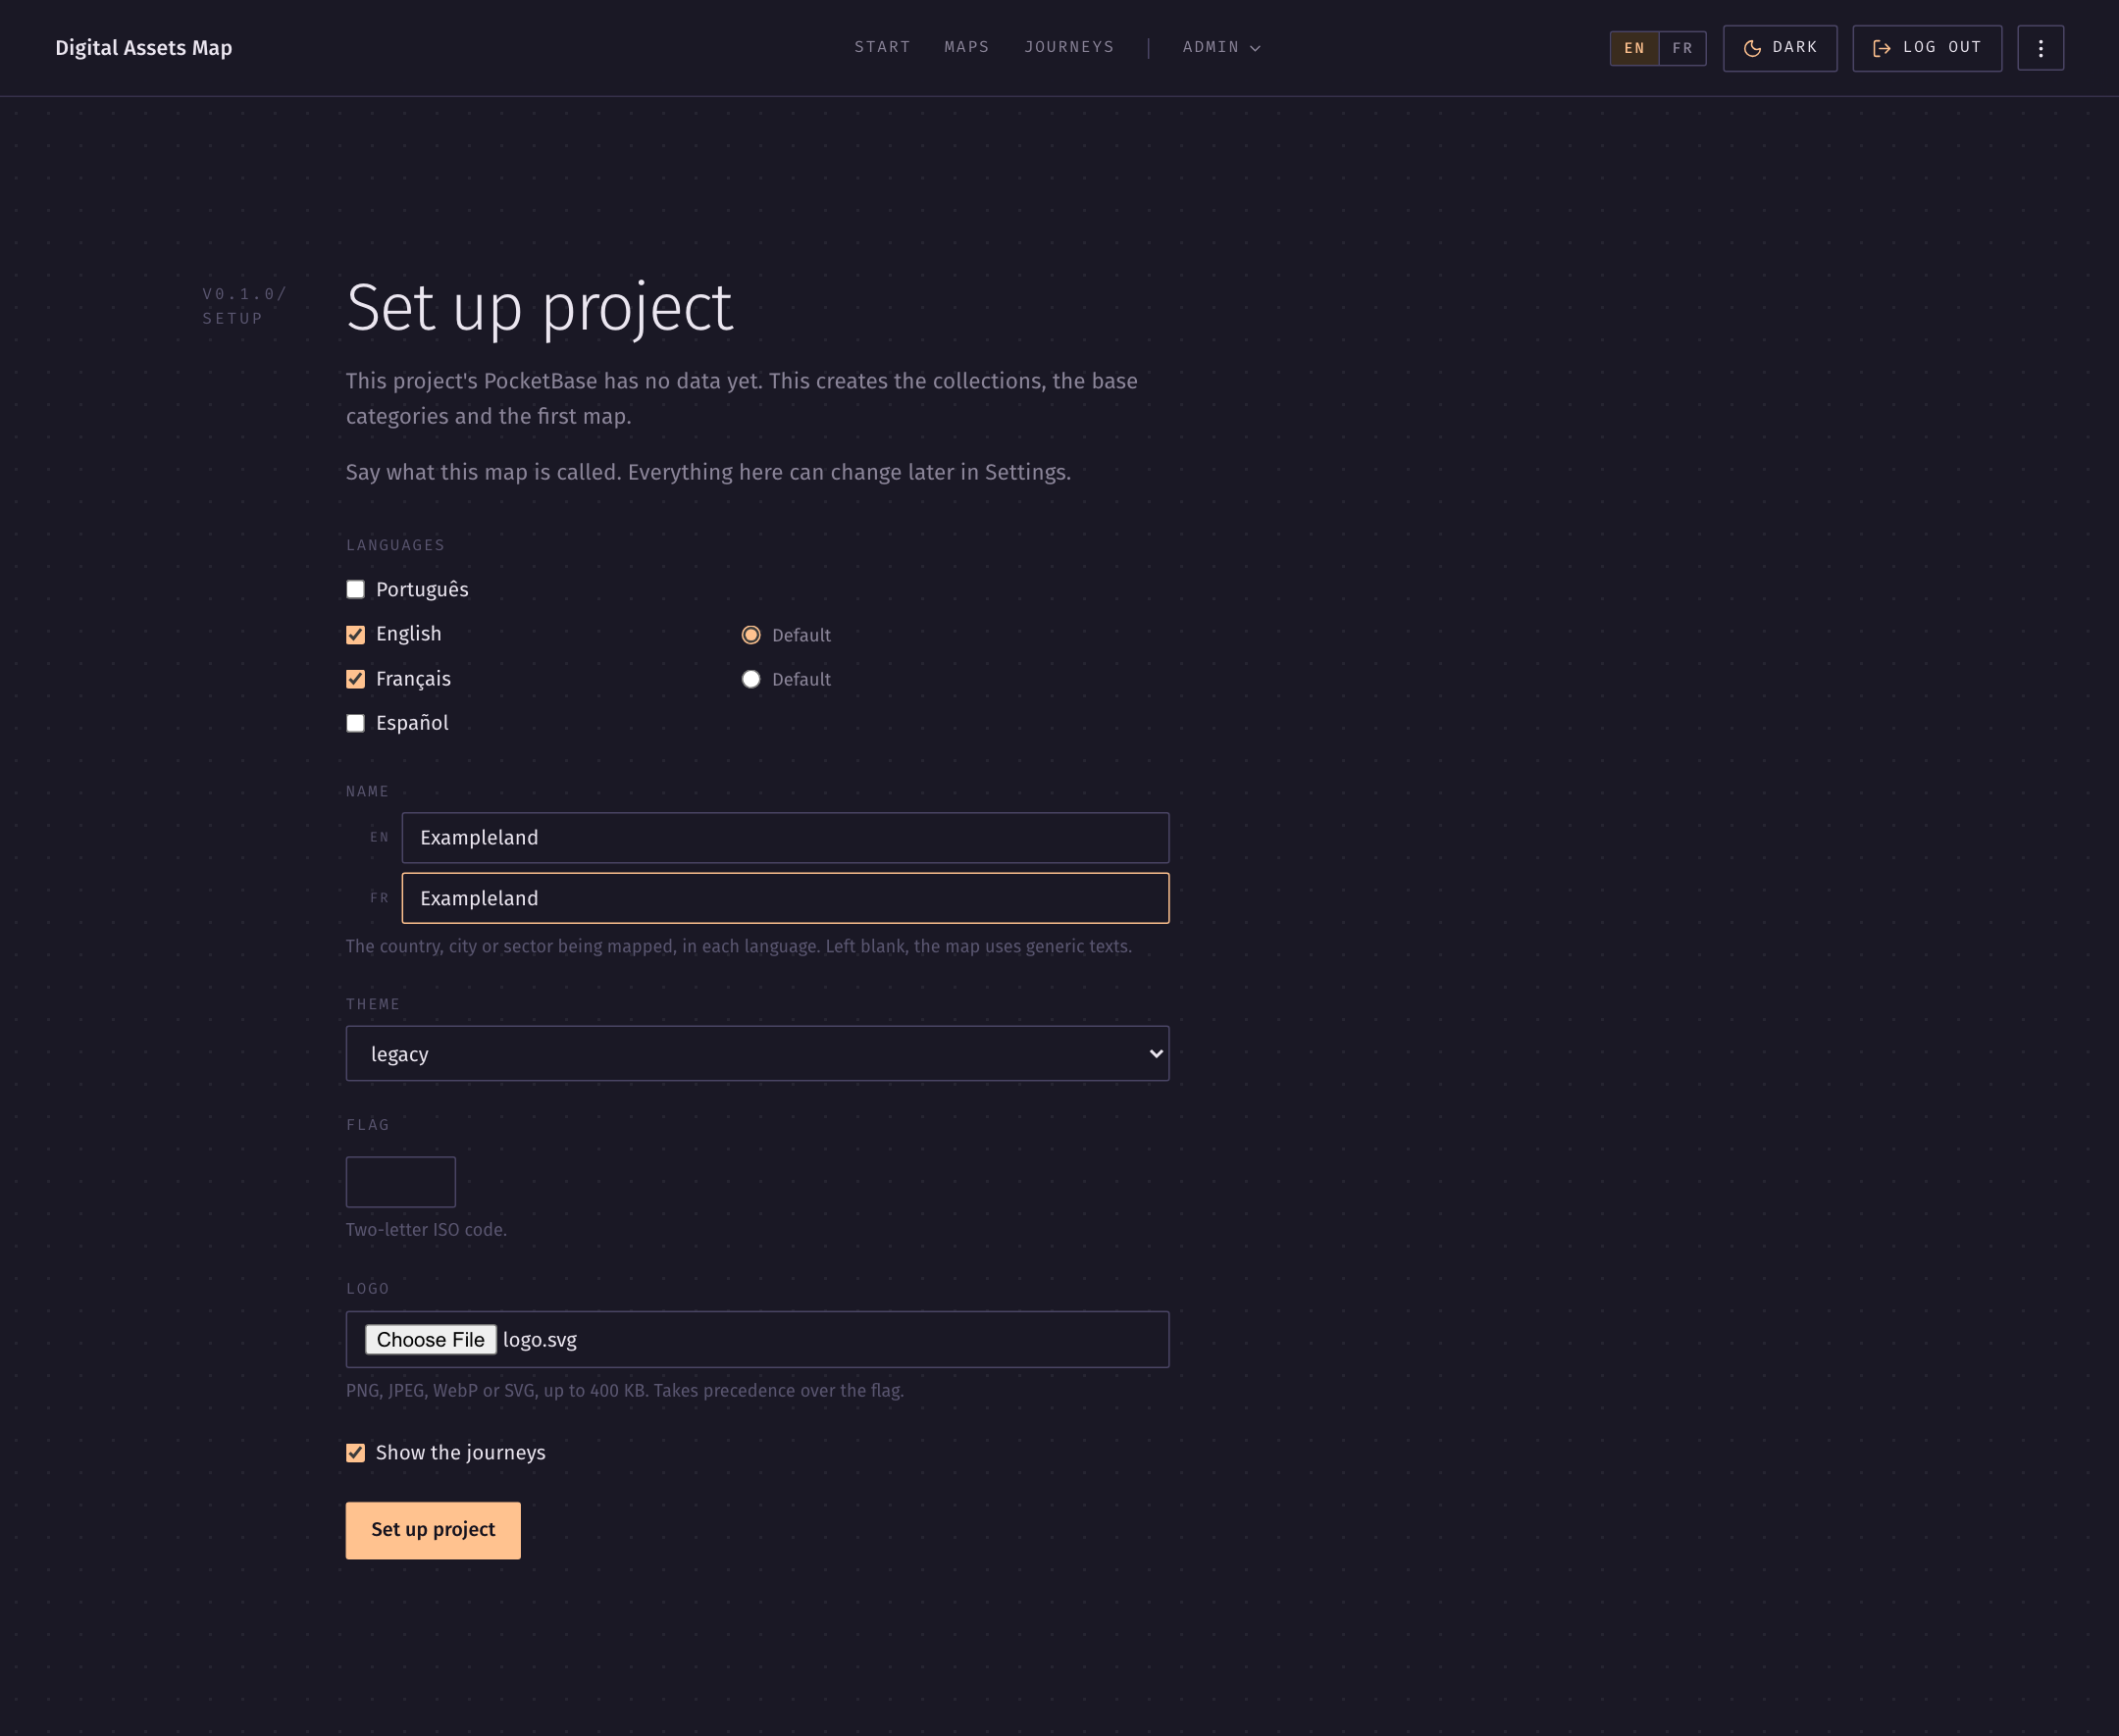 Digital Assets Map
START
MAPS
JOURNEYS
ADMIN
EN
FR
DARK
LOG OUT
V0.1.0/
SETUP
Set up project
This project's PocketBase has no data yet. This creates the collections, the base
categories and the first map.
Say what this map is called. Everything here can change later in Settings.
LANGUAGES
Português
English
Default
Français
Default
Español
NAME
EN
Exampleland
FR
Exampleland
The country, city or sector being mapped, in each language. Left blank, the map uses generic texts.
THEME
legacy
FLAG
Two-letter ISO code.
LOGO
Choose File logo.svg
PNG, JPEG, WebP or SVG, up to 400 KB. Takes precedence over the flag.
Show the journeys
Set up project